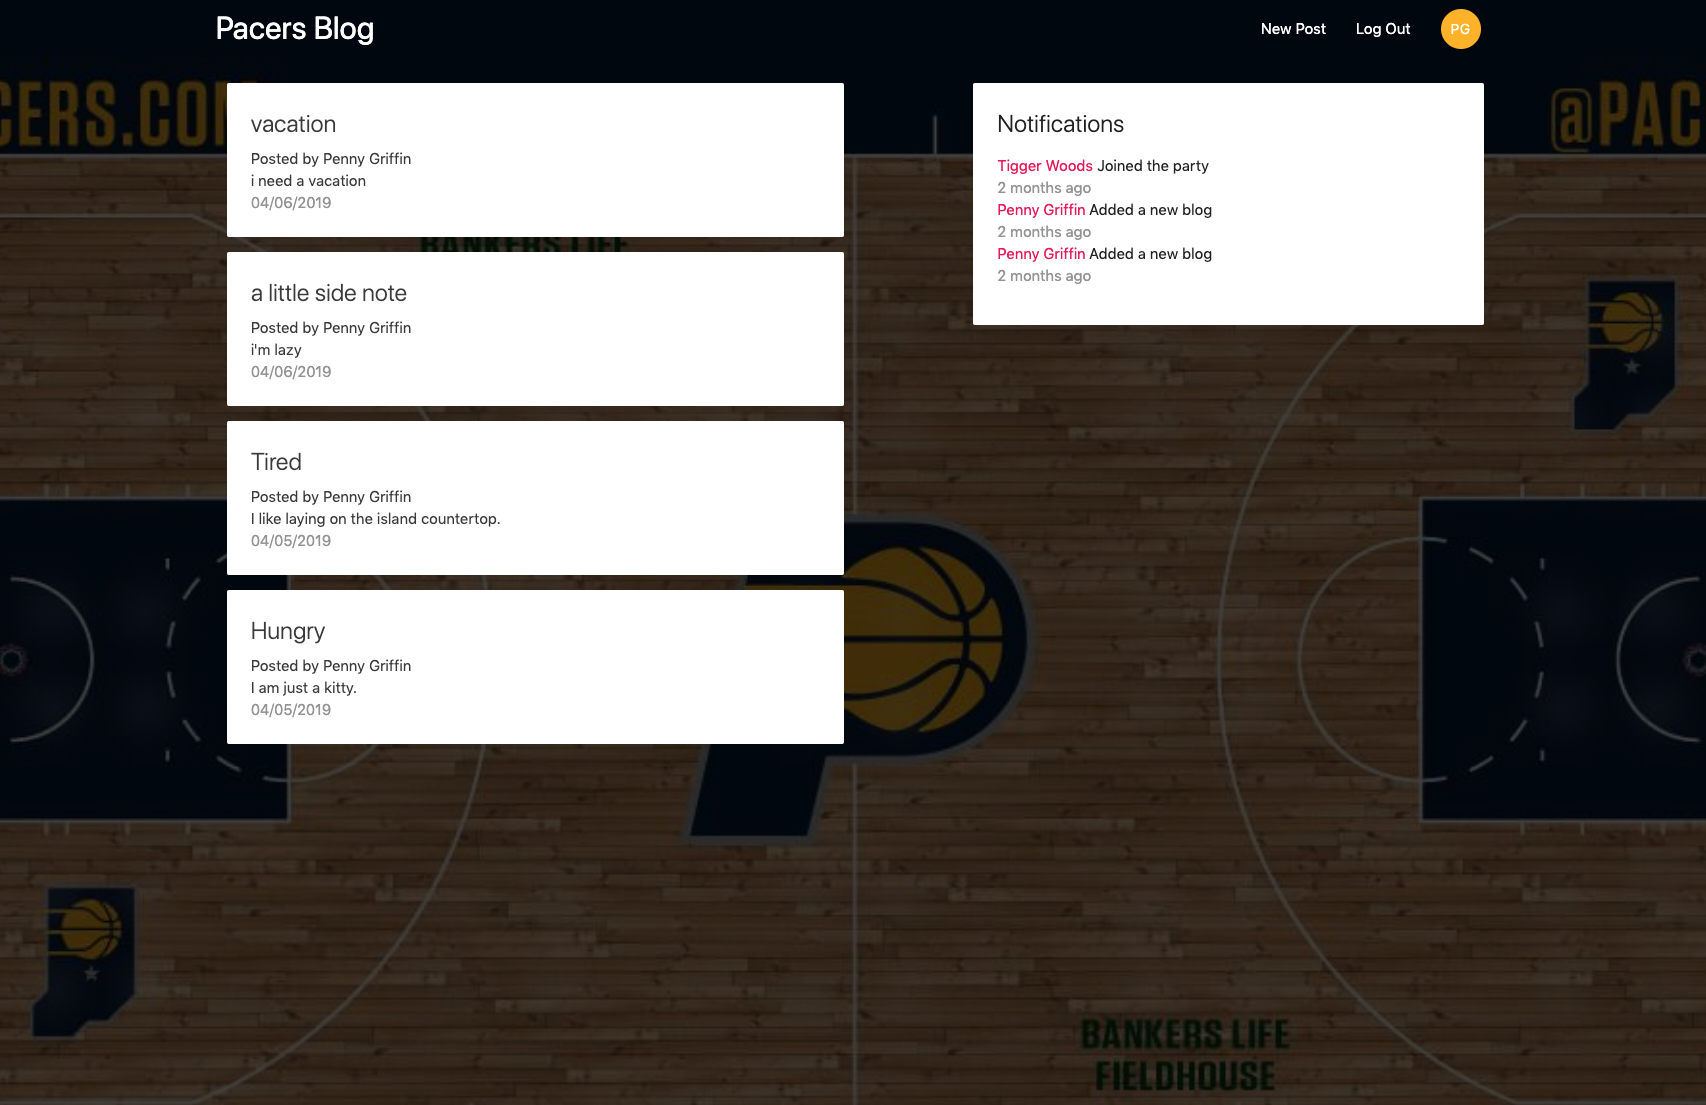 Pacers Blog
New Post
Log Out
PG
vacation
Posted by Penny Griffin
i need a vacation
04/06/2019
a little side note
Posted by Penny Griffin
i'm lazy
04/06/2019
Tired
Posted by Penny Griffin
I like laying on the island countertop.
04/05/2019
Hungry
Posted by Penny Griffin
I am just a kitty.
04/05/2019
Notifications
Tigger Woods Joined the party
2 months ago
Penny Griffin Added a new blog
2 months ago
Penny Griffin Added a new blog
2 months ago
CERS.CO
@PAC
BANKERS LIFE
BANKERS LIFE
FIELDHOUSE